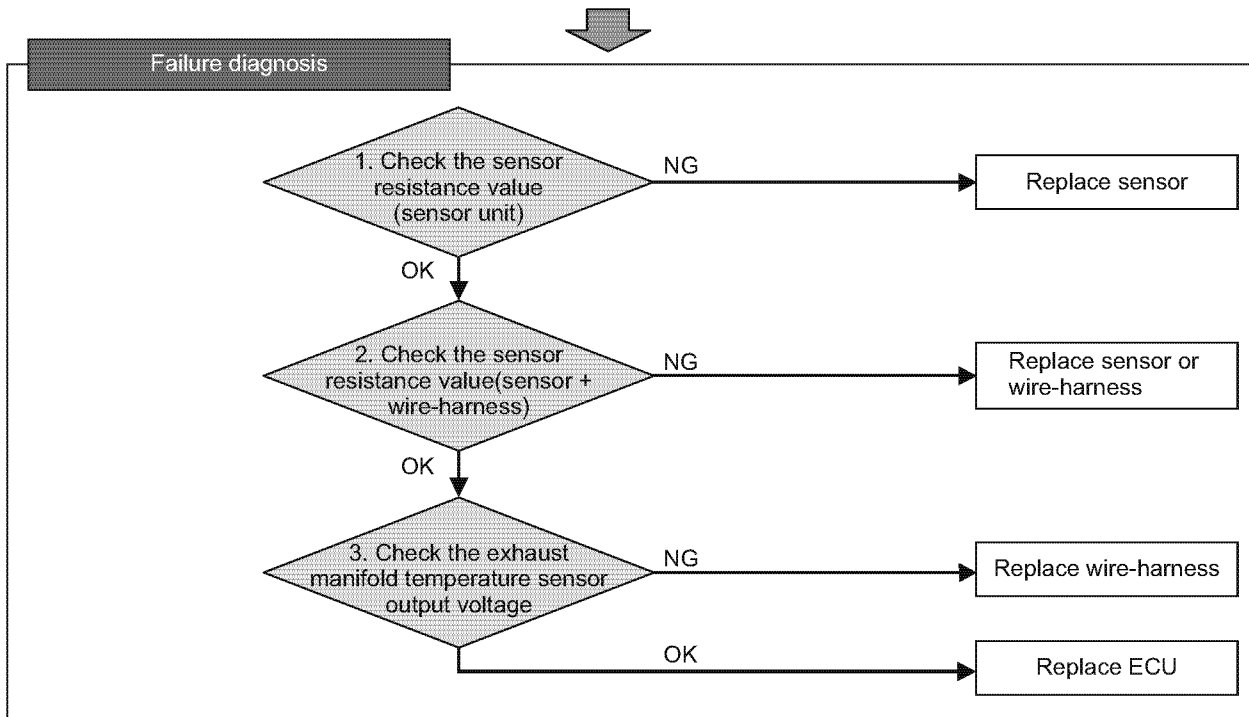 Failure diagnosis
1. Check the sensor
resistance value
(sensor unit)
NG
Replace sensor
OK
2. Check the sensor
resistance value(sensor +
wire-harness)
NG
Replace sensor or
wire-harness
OK
3. Check the exhaust
manifold temperature sensor
output voltage
NG
Replace wire-harness
OK
Replace ECU